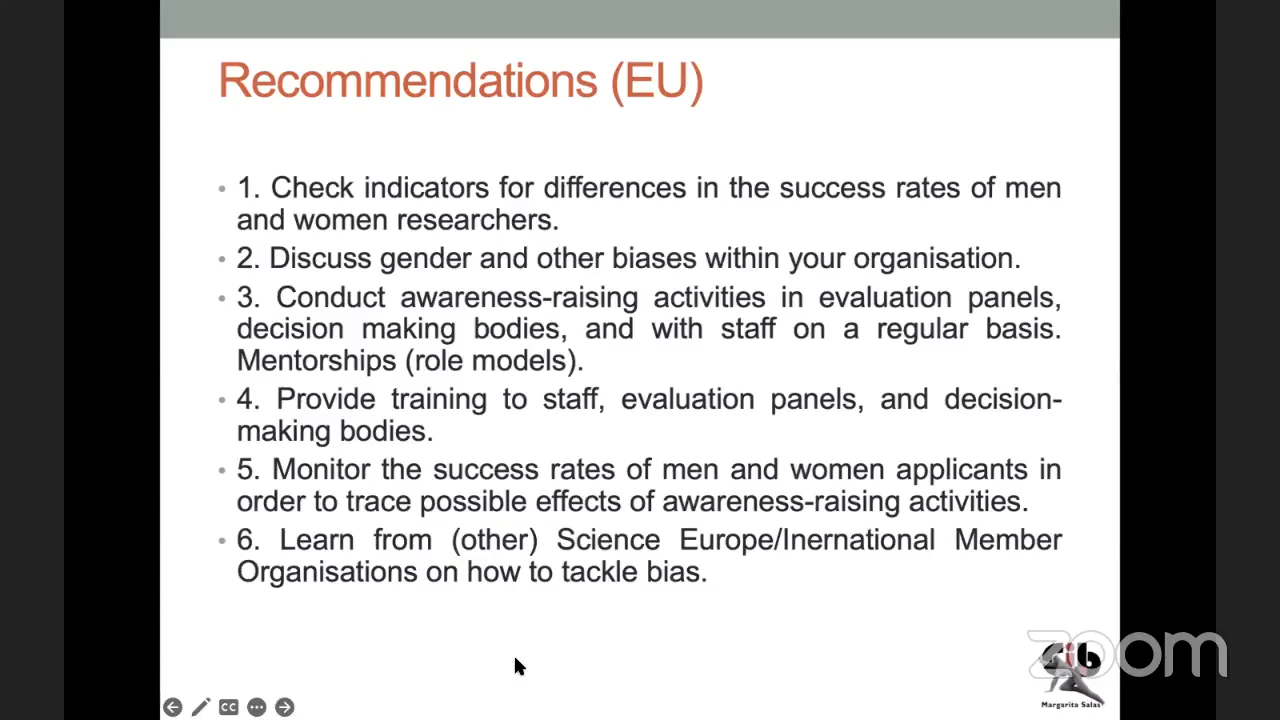 Recommendations (EU)
• 1. Check indicators for differences in the success rates of men
and women researchers.
• 2. Discuss gender and other biases within your organisation.
• 3. Conduct awareness-raising activities in evaluation panels,
decision making bodies, and with staff on a regular basis.
Mentorships (role models).
• 4. Provide training to staff, evaluation panels, and decision-
making bodies.
• 5. Monitor the success rates of men and women applicants in
order to trace possible effects of awareness-raising activities.
• 6. Learn from (other) Science Europe/Inernational Member
Organisations on how to tackle bias.
zoom
Margarita Salas
CC